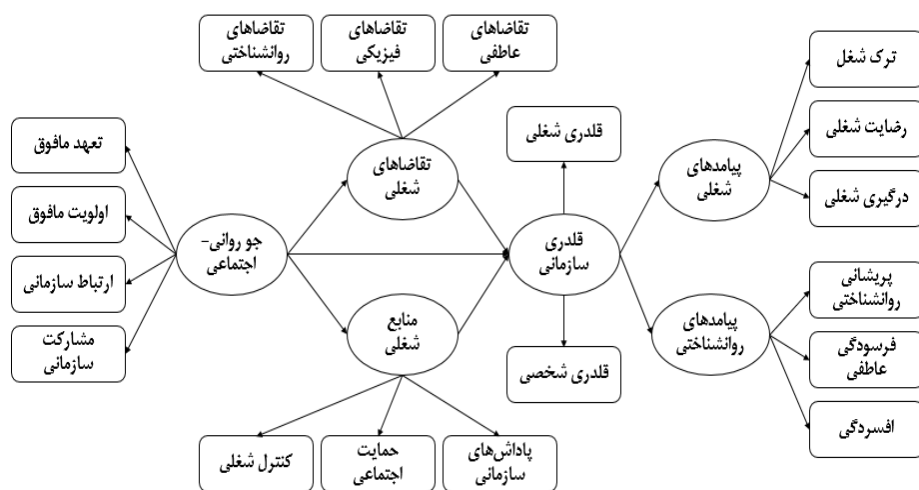 تقاضاهای
عاطفی
تقاضاهای
فیزیکی
تقاضاهای
روانشناختی
ترک شغل
رضایت شغلی
درگیری شغلی
قلدری شغلی
تعهد مافوق
اولویت مافوق
ارتباط سازمانی
مشارکت
سازمانی
تقاضاهای
شغلی
پیامدهای
شغلی
جو روانی-
اجتماعی
قلدری
سازمانی
منابع
شغلی
پیامدهای
روانشناختی
پریشانی
روانشناختی
فرسودگی
عاطفی
افسردگی
قلدری شخصی
پاداش‌های
سازمانی
حمایت
اجتماعی
کنترل شغلی